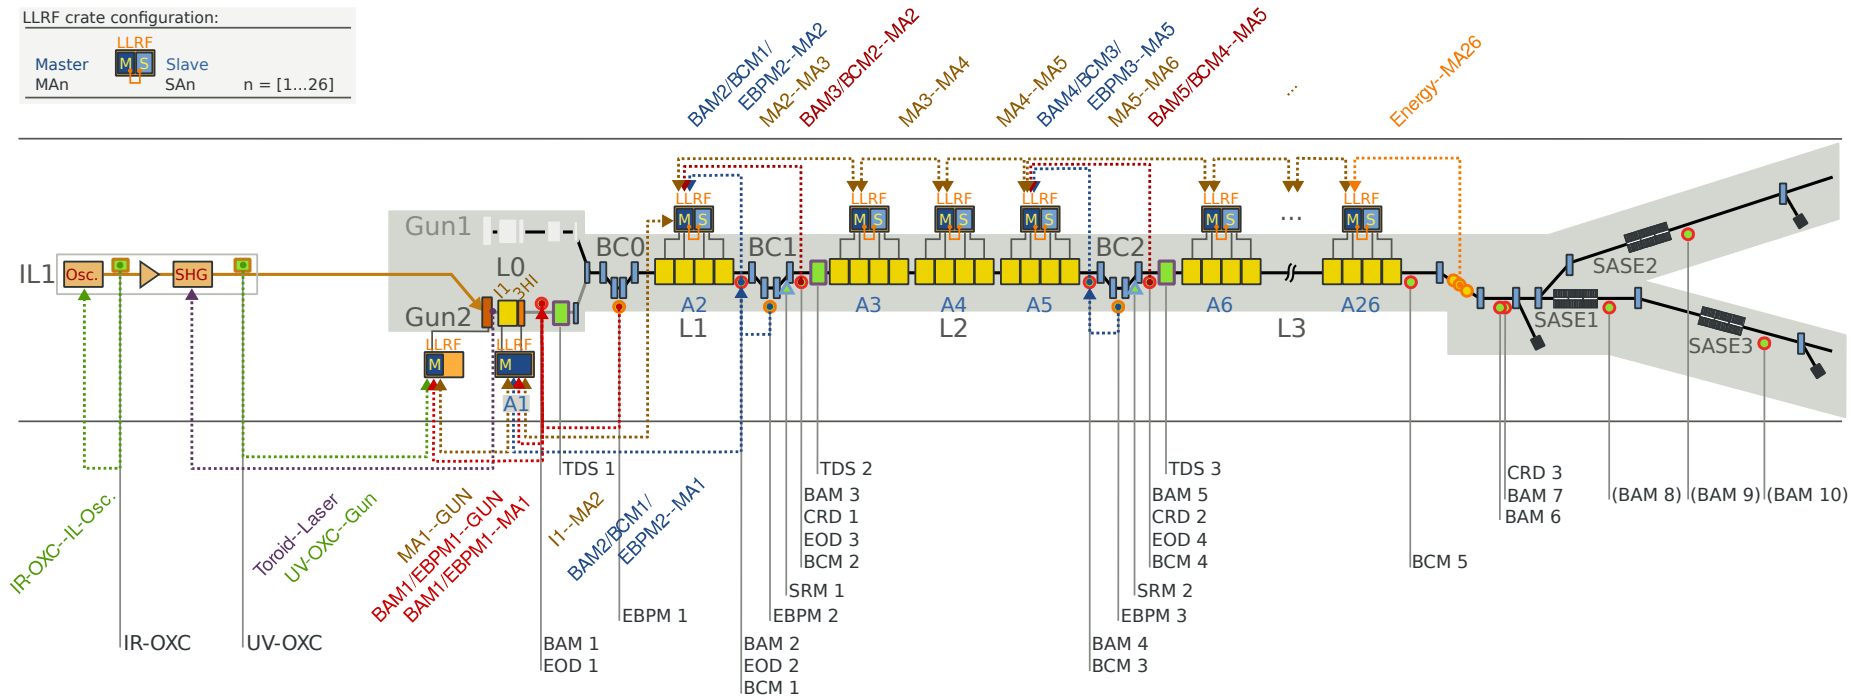 LLRF crate configuration:
LLRF
Master M S Slave
MAn SAn n = [1...26]
BAM2/BCM1/
EBPM2--MA2
MA2--MA3
BAM3/BCM2--MA2
MA3--MA4
MA4--MA5
BAM4/BCM3/
EBPM3--MA5
MA5--MA6
BAM5/BCM4--MA5
...
Energy--MA26
LLRF LLRF LLRF LLRF LLRF LLRF
M S M S M S M S M S ... M S
Gun1
BC0 BC1 BC2
IL1 Osc. SHG
L0
I1 3HI
SASE2
A2 A3 A4 A5 A6 A26
Gun2
L1 L2 L3
SASE1
SASE3
LLRF LLRF
M M
A1
TDS 1 TDS 2 TDS 3
CRD 3
BAM 7
BAM 6
(BAM 8) (BAM 9) (BAM 10)
BAM 3
CRD 1
EOD 3
BCM 2
BAM 5
CRD 2
EOD 4
BCM 4
BCM 5
IR-OXC--IL-Osc.
Toroid--Laser
UV-OXC--Gun
MA1--GUN
BAM1/EBPM1--GUN
BAM1/EBPM1--MA1
I1--MA2
BAM2/BCM1/
EBPM2--MA1
SRM 1 SRM 2
EBPM 1 EBPM 2 EBPM 3
IR-OXC UV-OXC
BAM 1
EOD 1
BAM 2
EOD 2
BCM 1
BAM 4
BCM 3